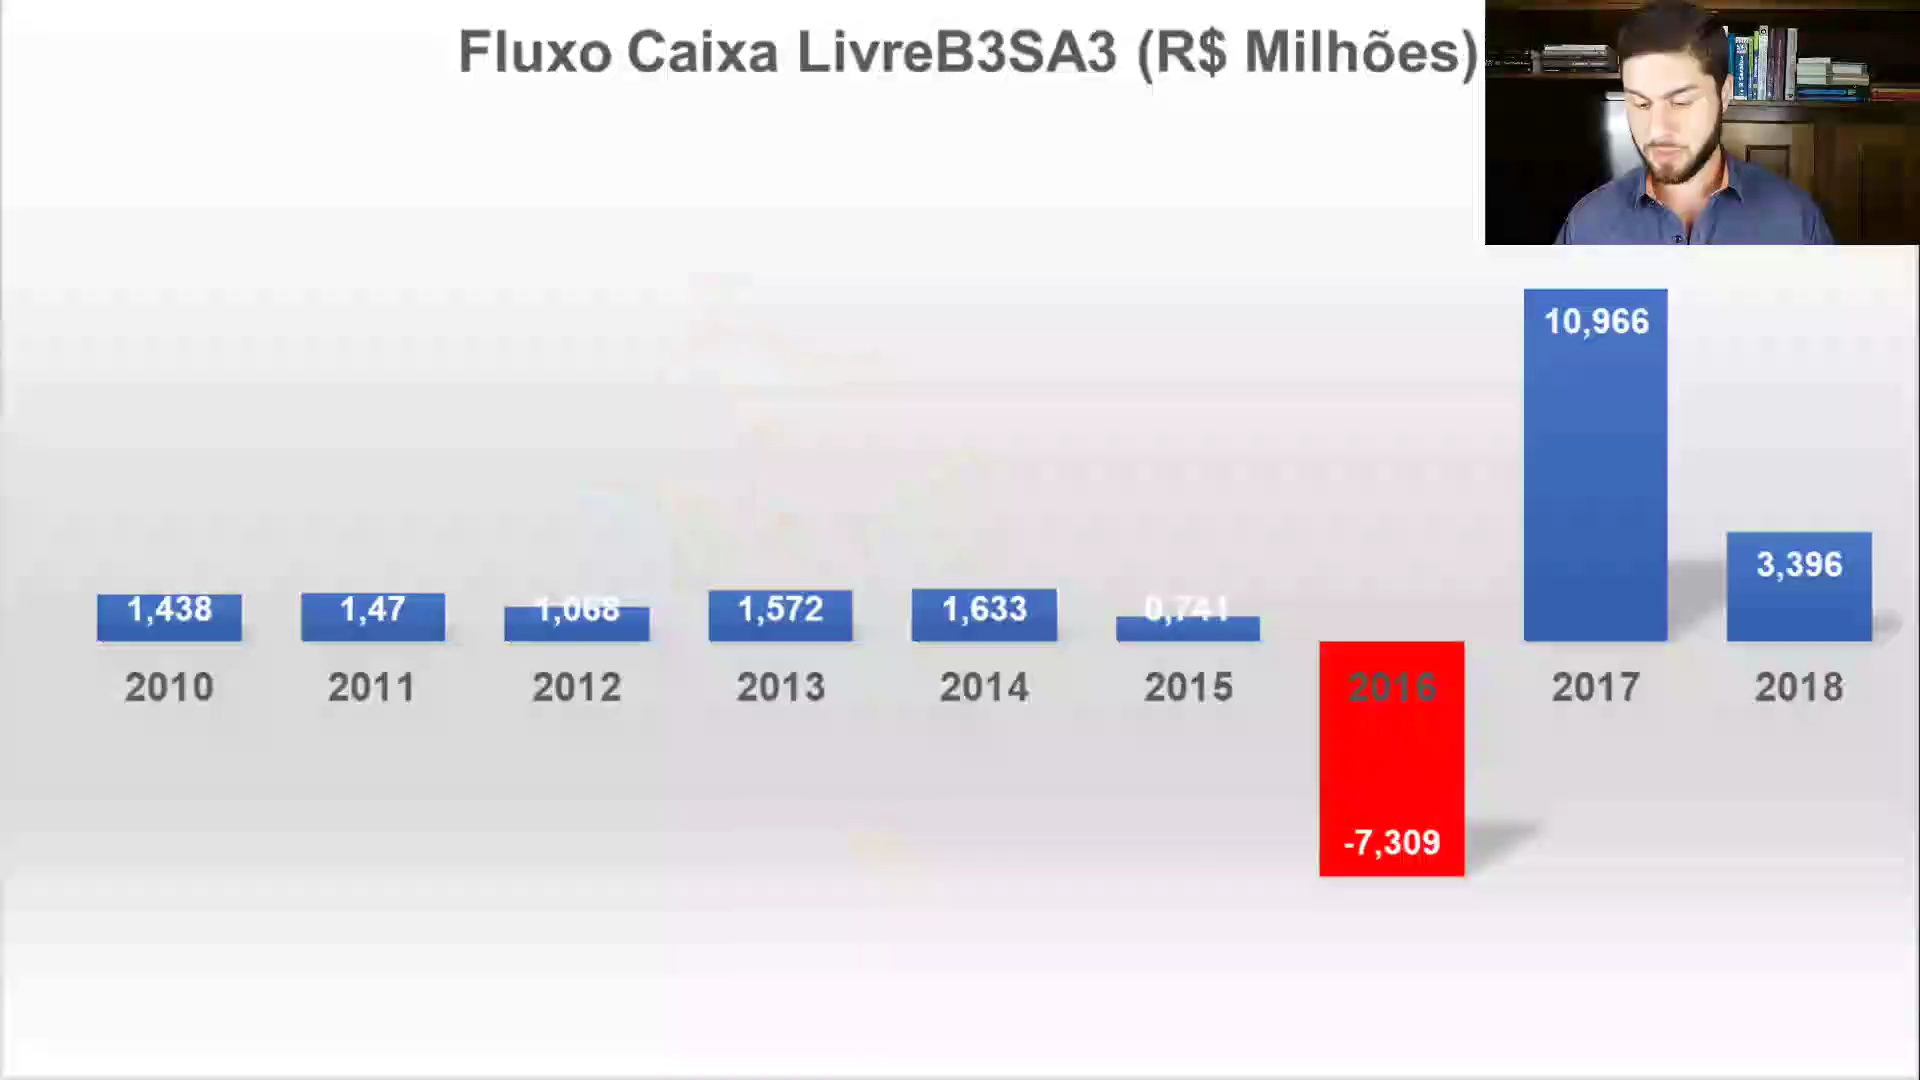 Fluxo Caixa LivreB3SA3 (R$ Milhões)
10,966
3,396
1,438 1,47 1,068 1,572 1,633 0,741
2010 2011 2012 2013 2014 2015 2016 2017 2018
-7,309